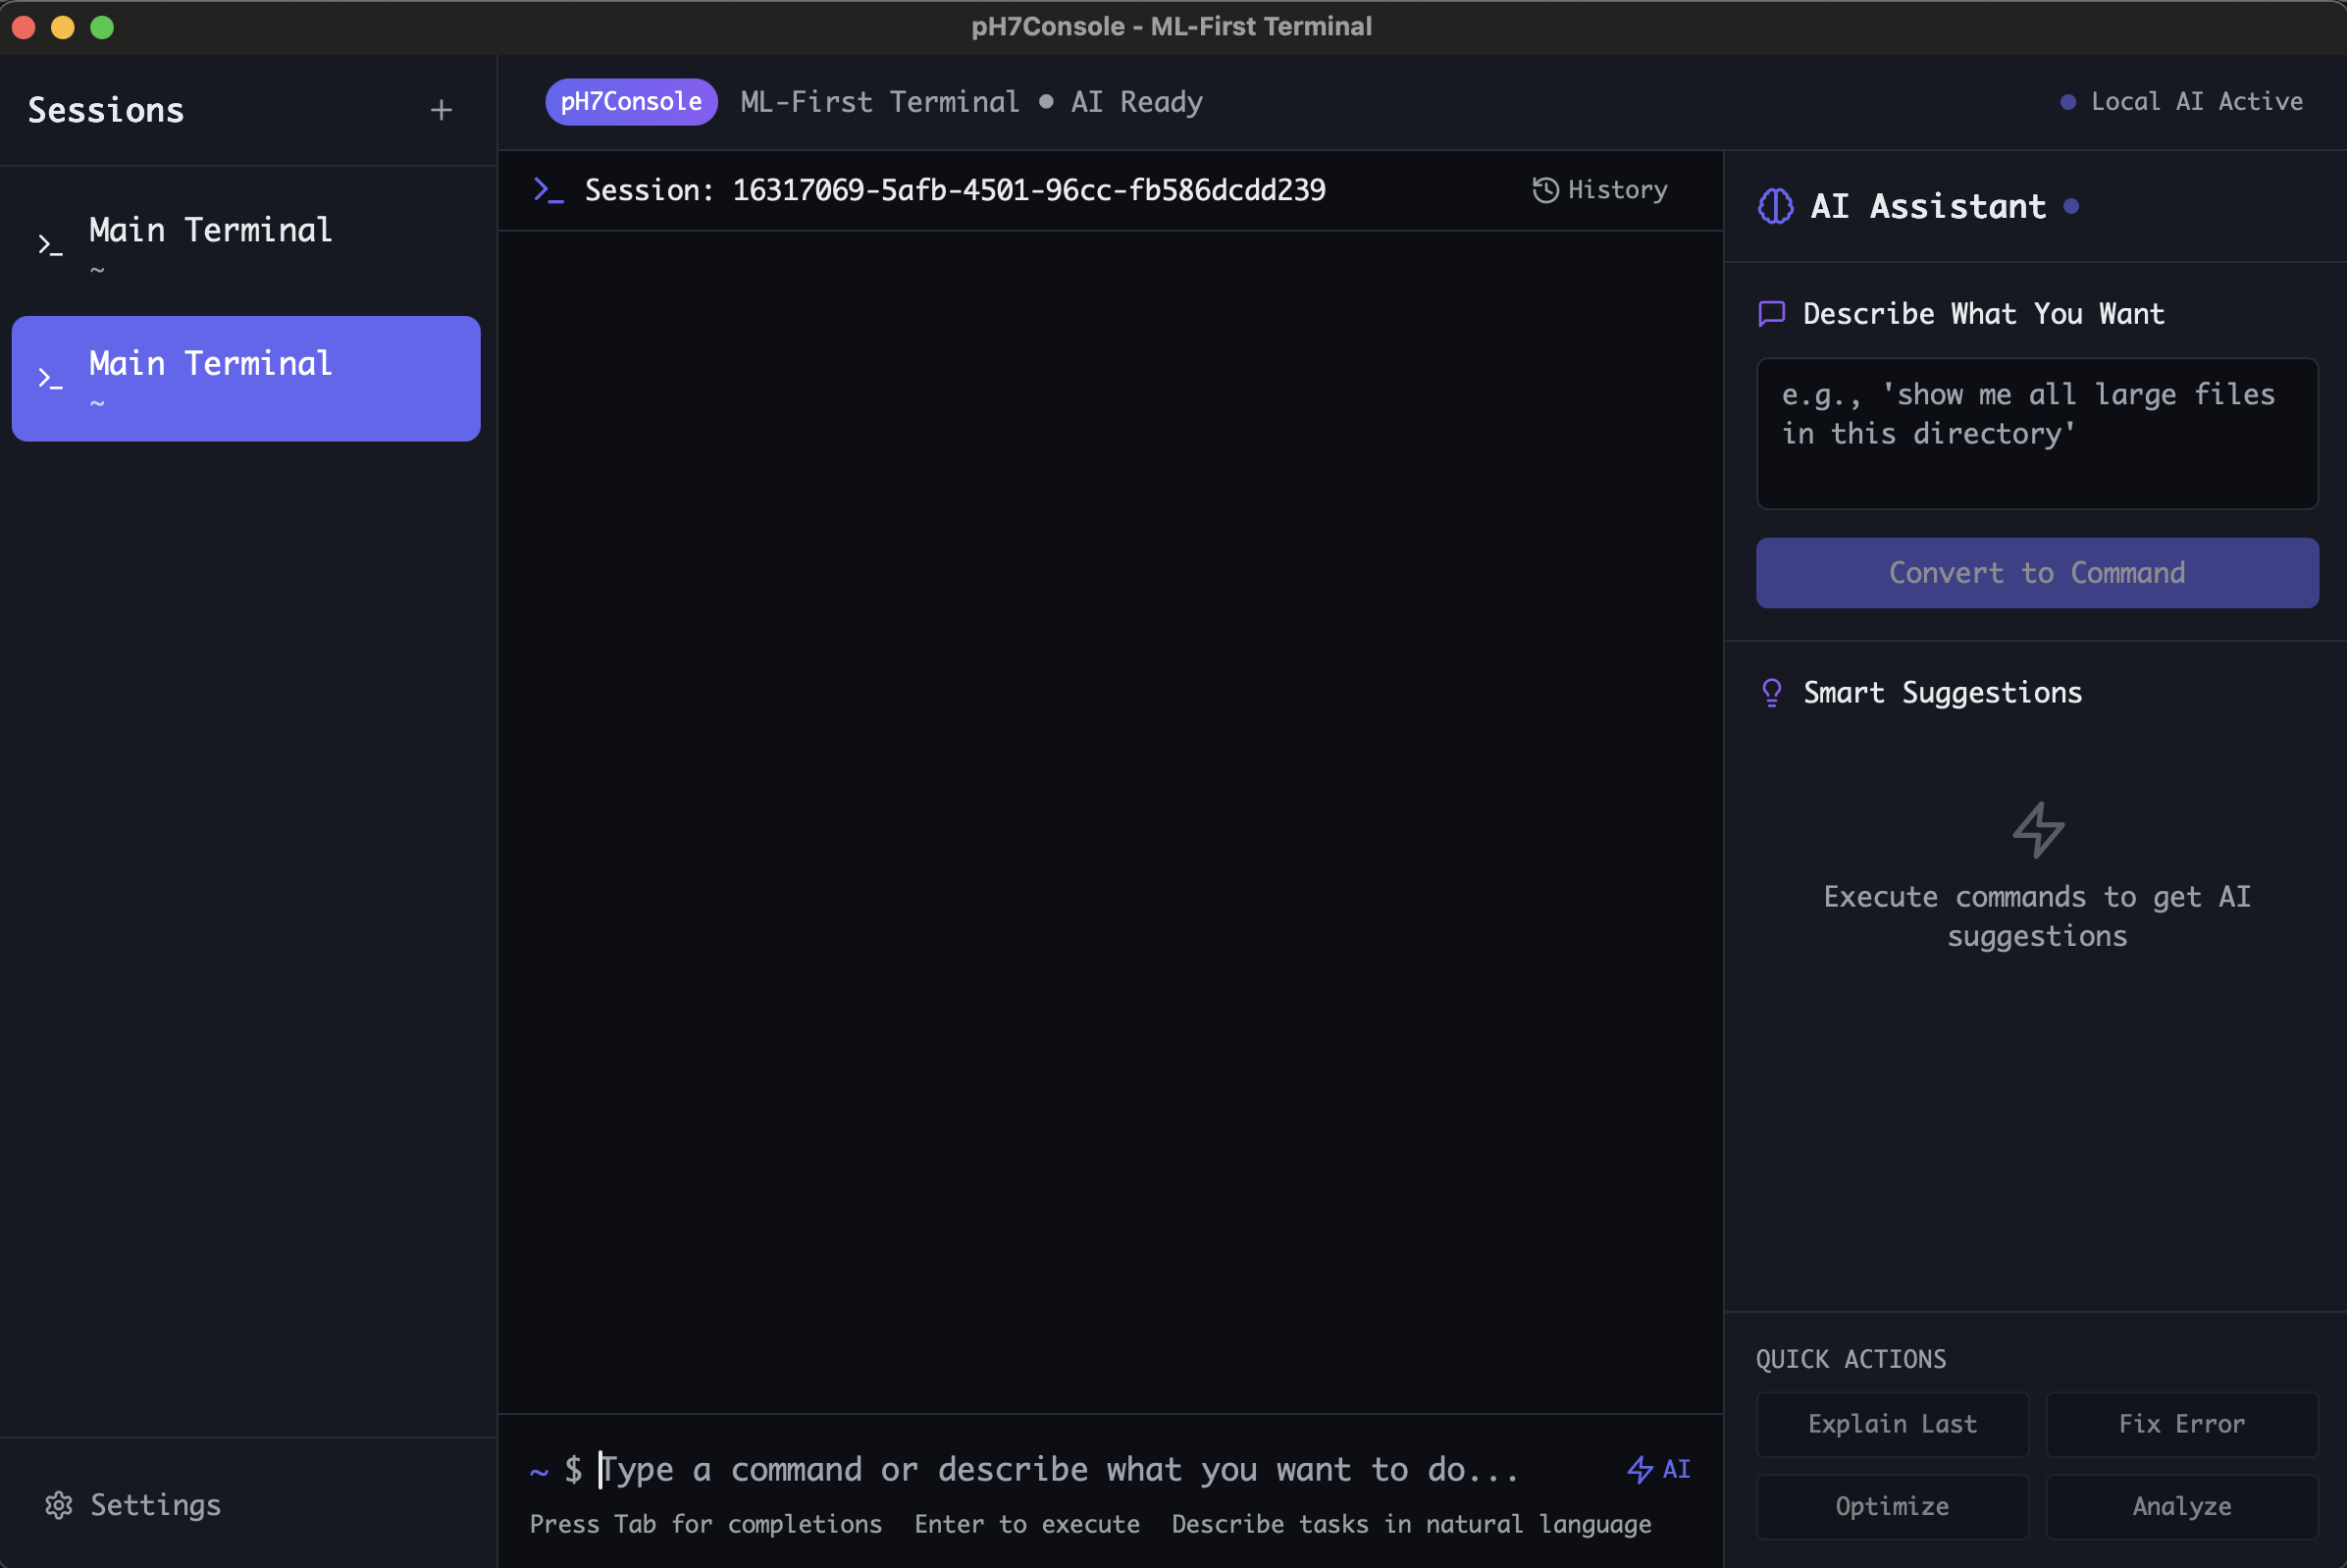 pH7Console - ML-First Terminal
Sessions +
Main Terminal
~
Main Terminal
~
Settings
pH7Console ML-First Terminal ● AI Ready
Local AI Active
Session: 16317069-5afb-4501-96cc-fb586dcdd239
History
~ $ Type a command or describe what you want to do...
AI
Press Tab for completions Enter to execute Describe tasks in natural language
AI Assistant
Describe What You Want
e.g., 'show me all large files
in this directory'
Convert to Command
Smart Suggestions
Execute commands to get AI
suggestions
QUICK ACTIONS
Explain Last
Fix Error
Optimize
Analyze